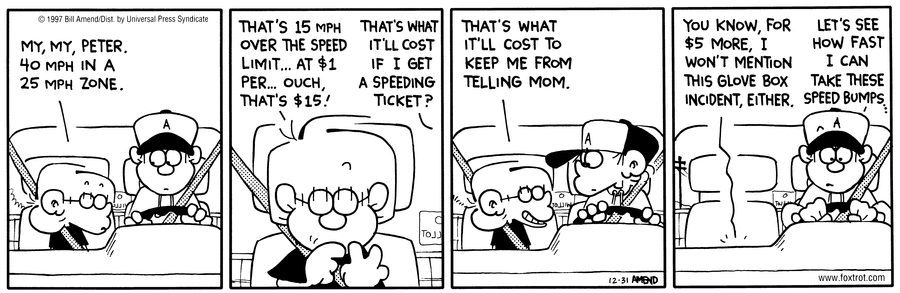 © 1997 Bill Amend/Dist. by Universal Press Syndicate
MY, MY, PETER.
40 MPH IN A
25 MPH ZONE.
A
THAT'S 15 MPH
OVER THE SPEED
LIMIT... AT $1
PER... OUCH,
THAT'S $15!
THAT'S WHAT
IT'LL COST
IF I GET
A SPEEDING
TICKET?
THAT'S WHAT
IT'LL COST TO
KEEP ME FROM
TELLING MOM.
A
12·31 AMEND
YOU KNOW, FOR
$5 MORE, I
WON'T MENTION
THIS GLOVE BOX
INCIDENT, EITHER.
LET'S SEE
HOW FAST
I CAN
TAKE THESE
SPEED BUMPS...
A
www.foxtrot.com